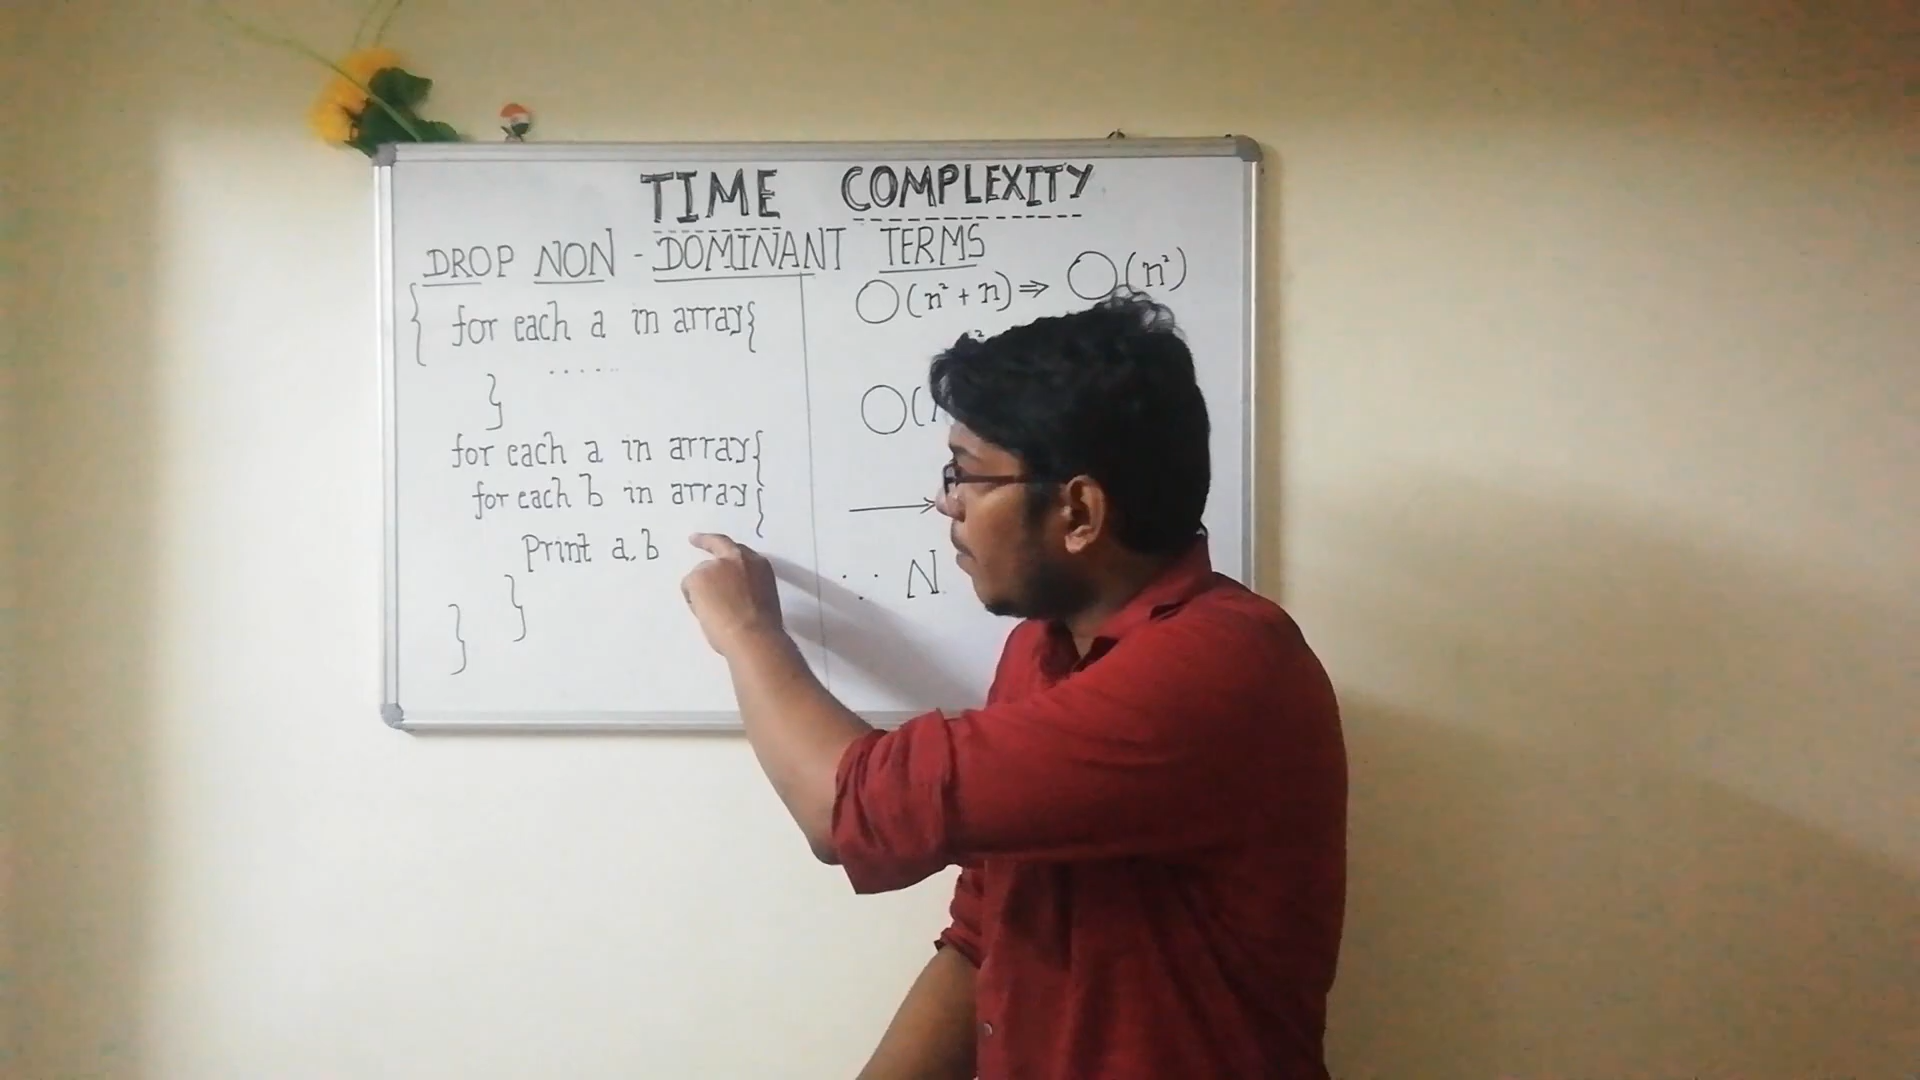 TIME COMPLEXITY
DROP NON - DOMINANT TERMS
{ for each a in array{
......
}
for each a in array{
for each b in array{
Print a,b
}
}
O(n² + n) ⇒ O(n²)
²
O(
→
∴ N